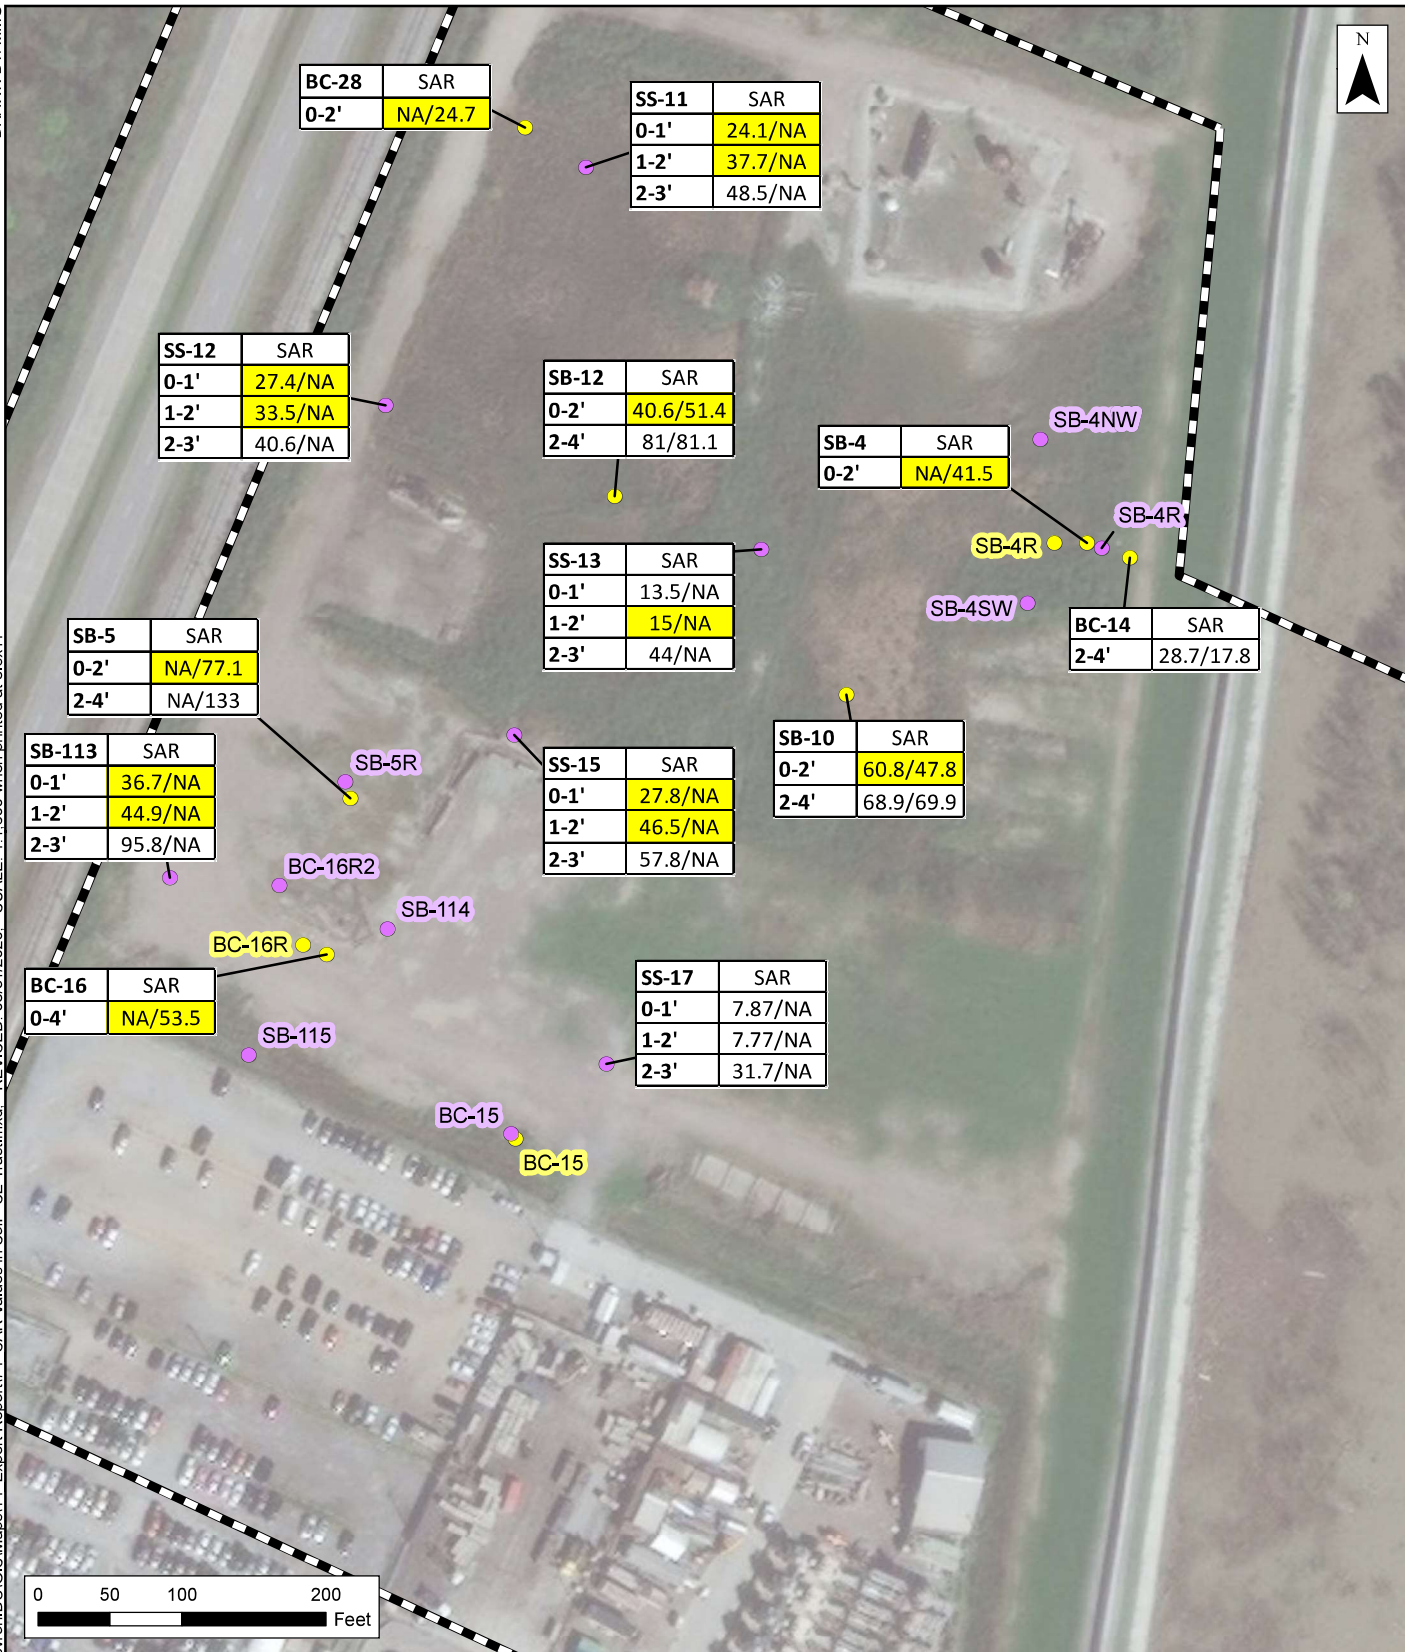 N
BC-28 SAR
0-2' NA/24.7
SS-11 SAR
0-1' 24.1/NA
1-2' 37.7/NA
2-3' 48.5/NA
SS-12 SAR
0-1' 27.4/NA
1-2' 33.5/NA
2-3' 40.6/NA
SB-12 SAR
0-2' 40.6/51.4
2-4' 81/81.1
SB-4NW
SB-4 SAR
0-2' NA/41.5
SB-4R
SB-4R
SB-4SW
SS-13 SAR
0-1' 13.5/NA
1-2' 15/NA
2-3' 44/NA
BC-14 SAR
2-4' 28.7/17.8
SB-5 SAR
0-2' NA/77.1
2-4' NA/133
SB-10 SAR
0-2' 60.8/47.8
2-4' 68.9/69.9
SB-113 SAR
0-1' 36.7/NA
1-2' 44.9/NA
2-3' 95.8/NA
SB-5R
SS-15 SAR
0-1' 27.8/NA
1-2' 46.5/NA
2-3' 57.8/NA
BC-16R2
SB-114
BC-16R
BC-16 SAR
0-4' NA/53.5
SS-17 SAR
0-1' 7.87/NA
1-2' 7.77/NA
2-3' 31.7/NA
SB-115
BC-15
BC-15
0 50 100 200
Feet